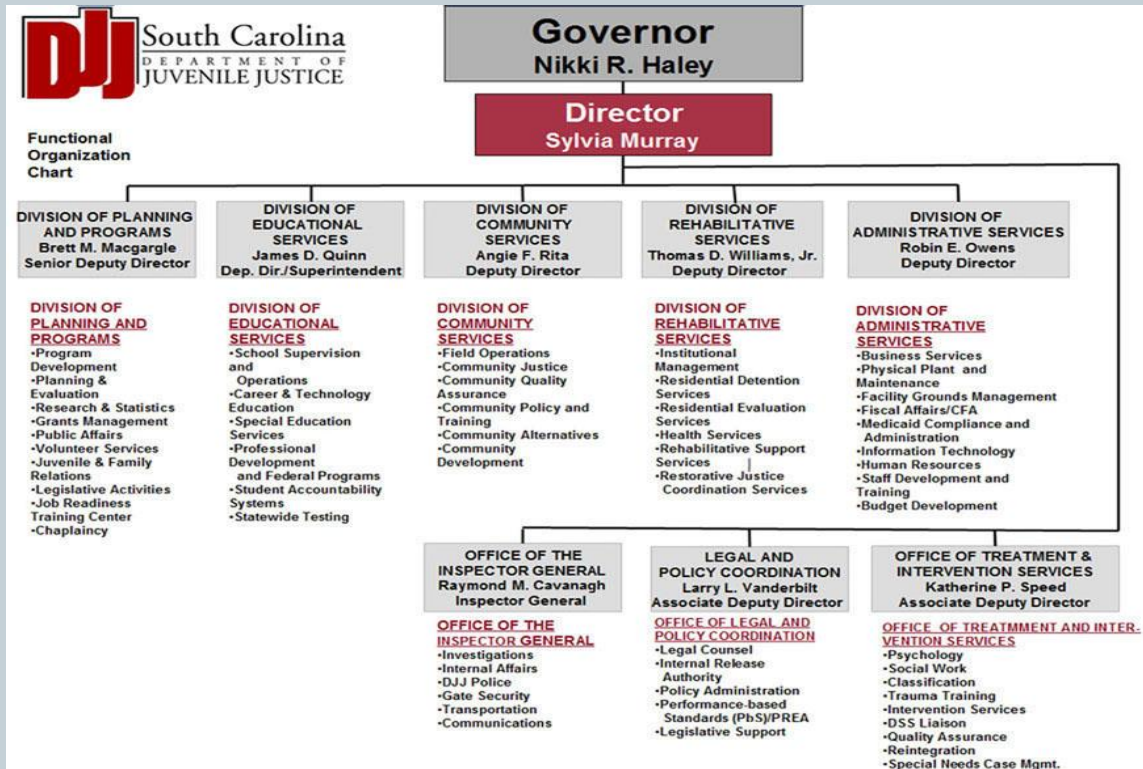 DJJ
South Carolina
DEPARTMENT OF
JUVENILE JUSTICE
Governor
Nikki R. Haley
Director
Sylvia Murray
Functional
Organization
Chart
DIVISION OF PLANNING
AND PROGRAMS
Brett M. Macgargle
Senior Deputy Director
DIVISION OF
EDUCATIONAL
SERVICES
James D. Quinn
Dep. Dir./Superintendent
DIVISION OF
COMMUNITY
SERVICES
Angie F. Rita
Deputy Director
DIVISION OF
REHABILITATIVE
SERVICES
Thomas D. Williams, Jr.
Deputy Director
DIVISION OF
ADMINISTRATIVE SERVICES
Robin E. Owens
Deputy Director
DIVISION OF
PLANNING AND
PROGRAMS
•Program
Development
•Planning &
Evaluation
•Research & Statistics
•Grants Management
•Public Affairs
•Volunteer Services
•Juvenile & Family
Relations
•Legislative Activities
•Job Readiness
Training Center
•Chaplaincy
DIVISION OF
EDUCATIONAL
SERVICES
•School Supervision
and
Operations
•Career & Technology
Education
•Special Education
Services
•Professional
Development
and Federal Programs
•Student Accountability
Systems
•Statewide Testing
DIVISION OF
COMMUNITY
SERVICES
•Field Operations
•Community Justice
•Community Quality
Assurance
•Community Policy and
Training
•Community Alternatives
•Community
Development
DIVISION OF
REHABILITATIVE
SERVICES
•Institutional
Management
•Residential Detention
Services
•Residential Evaluation
Services
•Health Services
•Rehabilitative Support
Services
•Restorative Justice
Coordination Services
DIVISION OF
ADMINISTRATIVE
SERVICES
•Business Services
•Physical Plant and
Maintenance
•Facility Grounds Management
•Fiscal Affairs/CFA
•Medicaid Compliance and
Administration
•Information Technology
•Human Resources
•Staff Development and
Training
•Budget Development
OFFICE OF THE
INSPECTOR GENERAL
Raymond M. Cavanagh
Inspector General
LEGAL AND
POLICY COORDINATION
Larry L. Vanderbilt
Associate Deputy Director
OFFICE OF TREATMENT &
INTERVENTION SERVICES
Katherine P. Speed
Associate Deputy Director
OFFICE OF THE
INSPECTOR GENERAL
•Investigations
•Internal Affairs
•DJJ Police
•Gate Security
•Transportation
•Communications
OFFICE OF LEGAL AND
POLICY COORDINATION
•Legal Counsel
•Internal Release
Authority
•Policy Administration
•Performance-based
Standards (PbS)/PREA
•Legislative Support
OFFICE OF TREATMMENT AND INTER-
VENTION SERVICES
•Psychology
•Social Work
•Classification
•Trauma Training
•Intervention Services
•DSS Liaison
•Quality Assurance
•Reintegration
•Special Needs Case Mgmt.